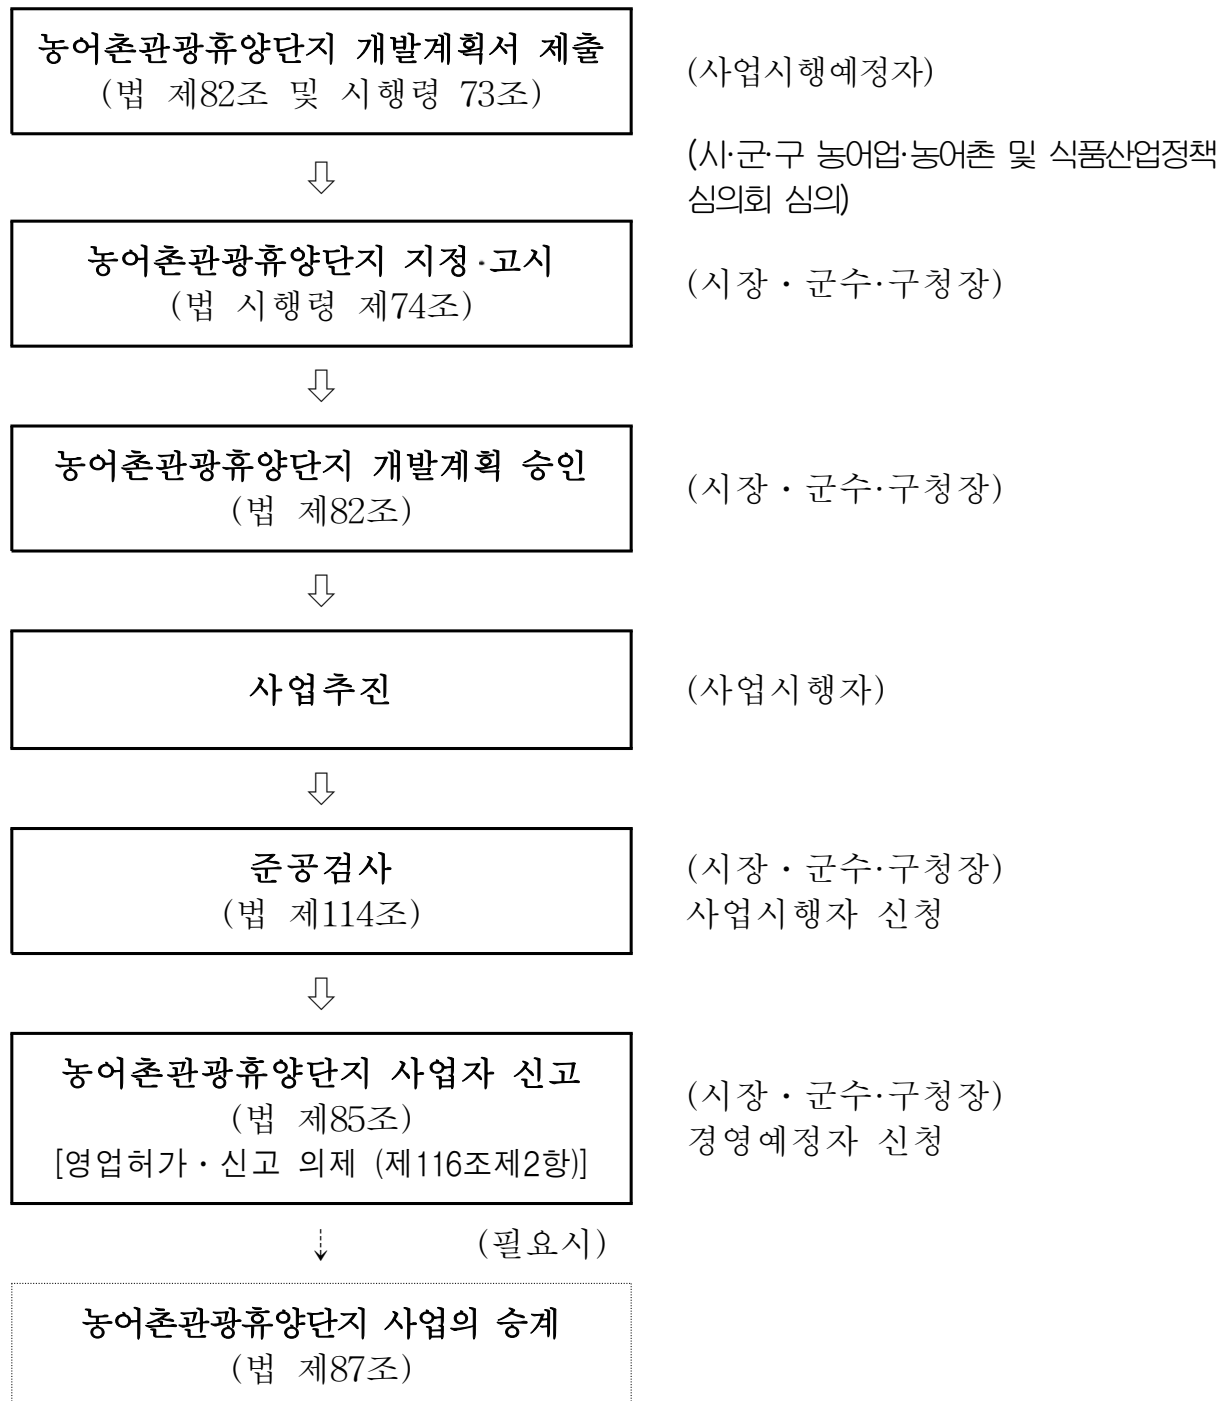 농어촌관광휴양단지 개발계획서 제출
(법 제82조 및 시행령 73조)
(사업시행예정자)
(시·군·구 농어업·농어촌 및 식품산업정책
심의회 심의)
농어촌관광휴양단지 지정·고시
(법 시행령 제74조)
(시장・군수·구청장)
농어촌관광휴양단지 개발계획 승인
(법 제82조)
(시장・군수·구청장)
사업추진
(사업시행자)
준공검사
(법 제114조)
(시장・군수·구청장)
사업시행자 신청
농어촌관광휴양단지 사업자 신고
(법 제85조)
[영업허가・신고 의제 (제116조제2항)]
(시장・군수·구청장)
경영예정자 신청
(필요시)
농어촌관광휴양단지 사업의 승계
(법 제87조)